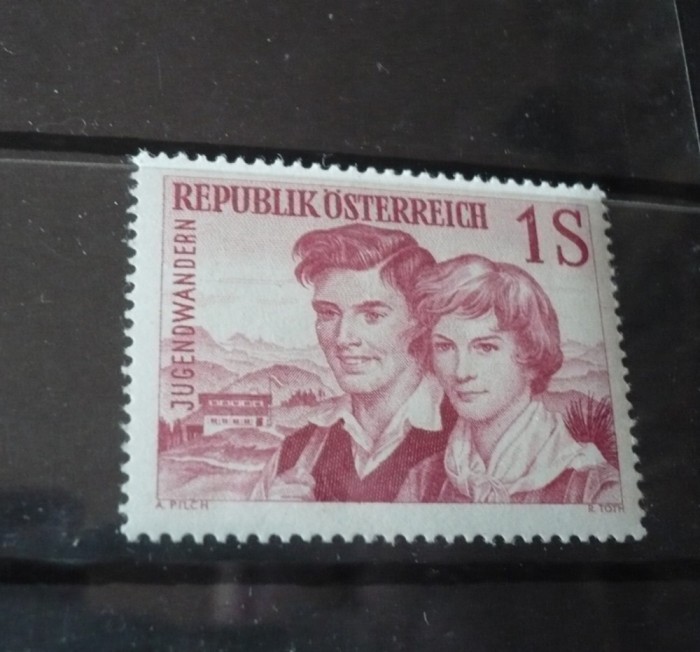 REPUBLIK ÖSTERREICH
1S
JUGENDWANDERN
A. PILCH
R. TOTH